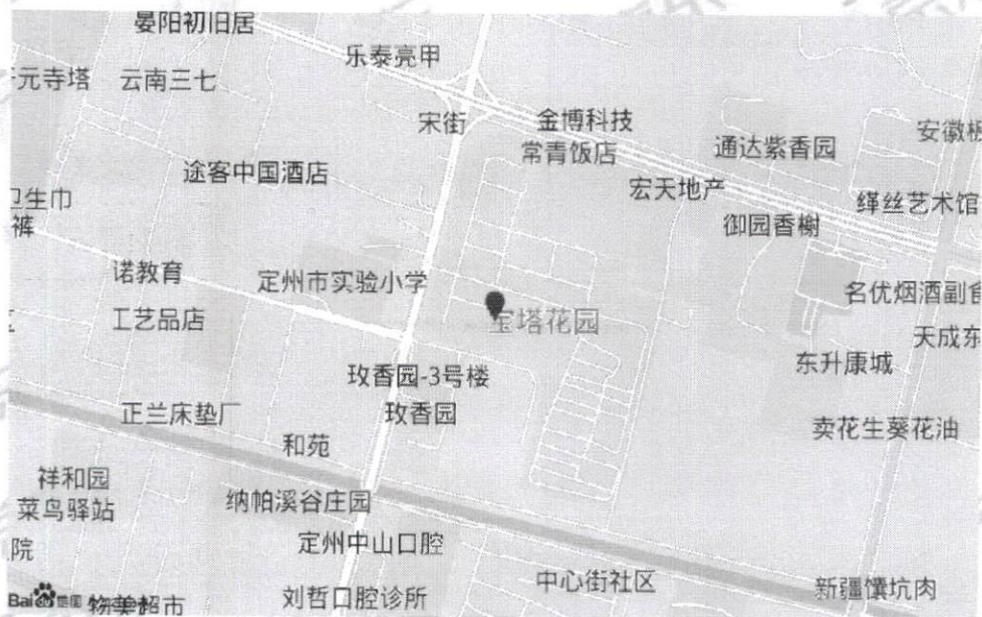 晏阳初旧居
乐泰亮甲
元寺塔
云南三七
宋街
金博科技
常青饭店
通达紫香园
安徽板
途客中国酒店
宏天地产
卫生巾
裤
缂丝艺术馆
御园香榭
诺教育
定州市实验小学
名优烟酒副食
工艺品店
宝塔花园
天成东
东升康城
玫香园-3号楼
正兰床垫厂
玫香园
卖花生葵花油
和苑
祥和园
菜鸟驿站
纳帕溪谷庄园
院
定州中山口腔
中心街社区
新疆馕坑肉
Bai 地图
物美超市
刘哲口腔诊所